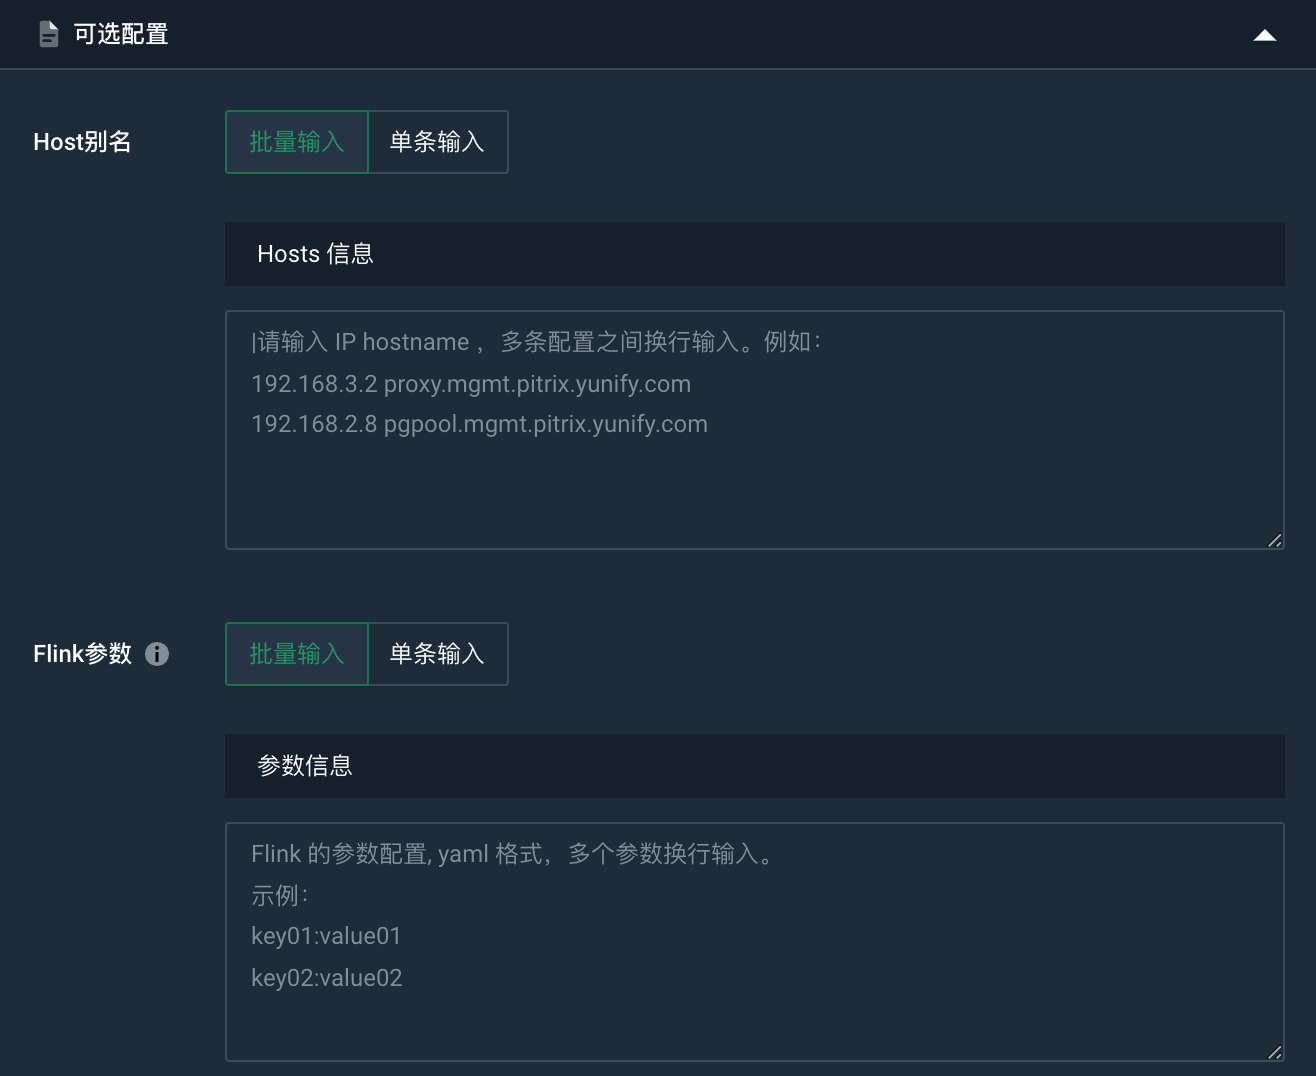 可选配置
Host别名
批量输入
单条输入
Hosts 信息
|请输入 IP hostname ，多条配置之间换行输入。例如：
192.168.3.2 proxy.mgmt.pitrix.yunify.com
192.168.2.8 pgpool.mgmt.pitrix.yunify.com
Flink参数
批量输入
单条输入
参数信息
Flink 的参数配置, yaml 格式，多个参数换行输入。
示例：
key01:value01
key02:value02